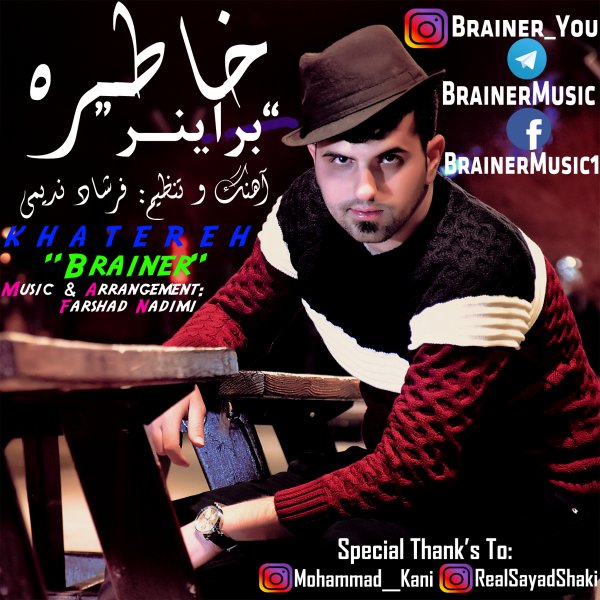 خاطره
"براینر"
آهنگ و تنظیم: فرشاد ندیمی
KHATEREH
"BRAINER"
MUSIC & ARRANGEMENT:
FARSHAD NADIMI
BRAINER_YOU
BRAINERMUSIC
BRAINERMUSIC1
Special Thank's To:
Mohammad__Kani RealSayadShaki